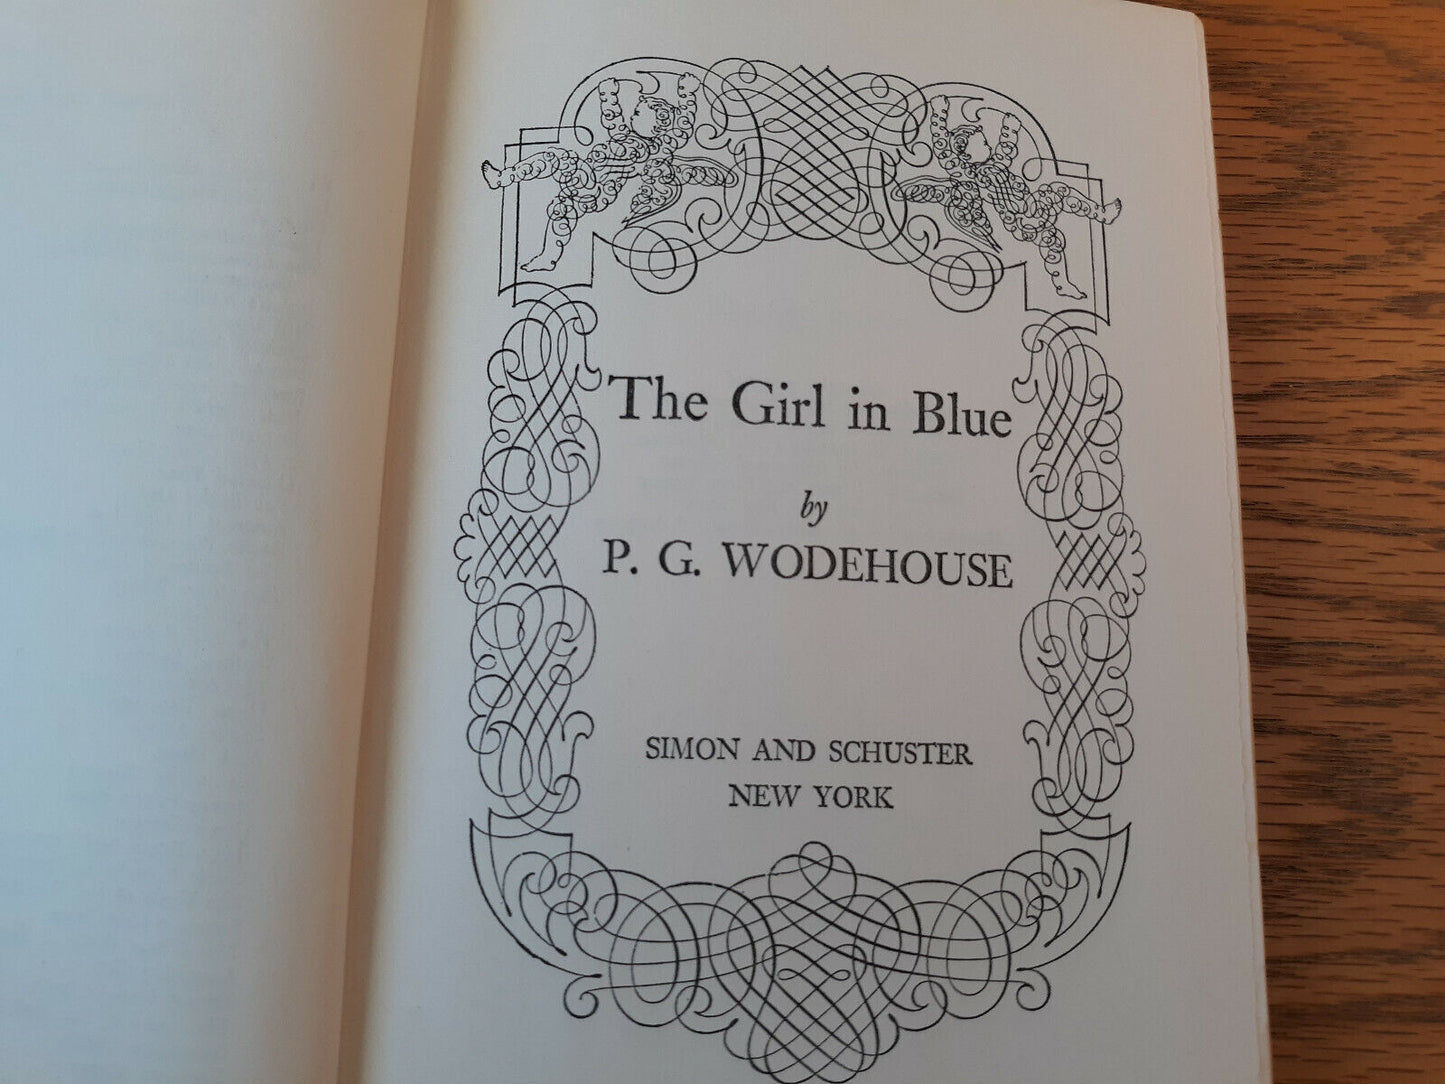 The Girl in Blue
by
P. G. WODEHOUSE
SIMON AND SCHUSTER
NEW YORK